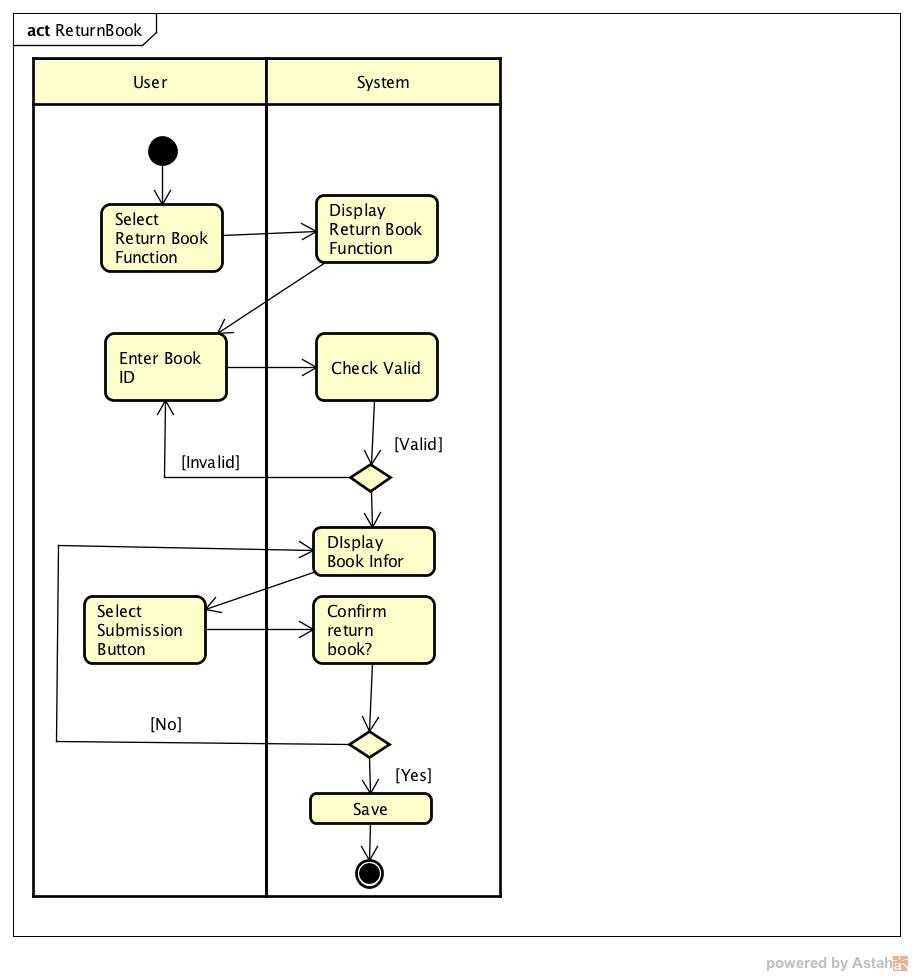 act ReturnBook
User
System
Select
Return Book
Function
Display
Return Book
Function
Enter Book
ID
Check Valid
[Valid]
[Invalid]
DIsplay
Book Infor
Select
Submission
Button
Confirm
return
book?
[No]
[Yes]
Save
powered by Astah